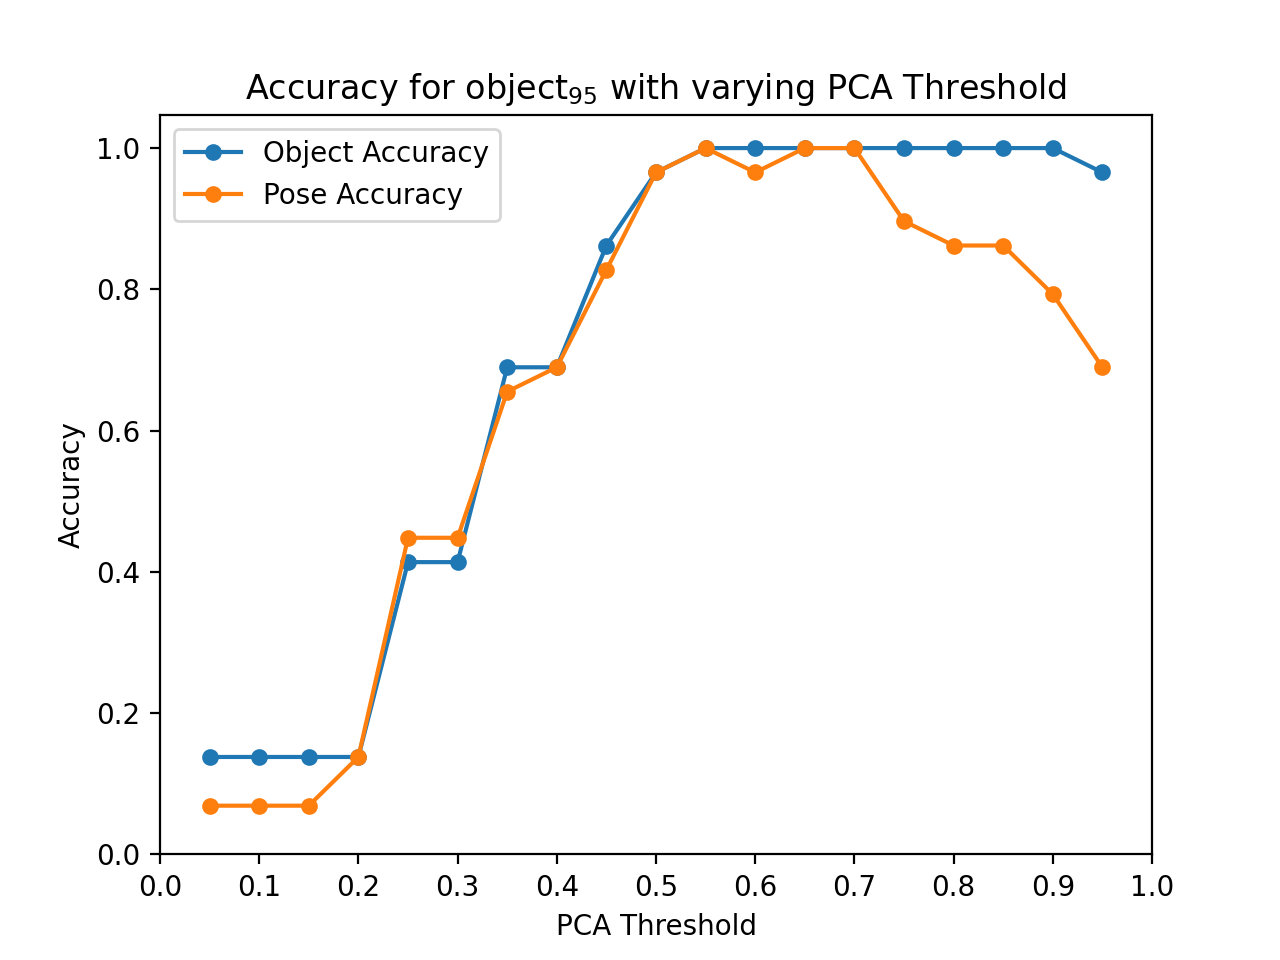 Accuracy for object₉₅ with varying PCA Threshold
Object Accuracy
Pose Accuracy
1.0
0.8
0.6
0.4
0.2
0.0
Accuracy
0.0 0.1 0.2 0.3 0.4 0.5 0.6 0.7 0.8 0.9 1.0
PCA Threshold